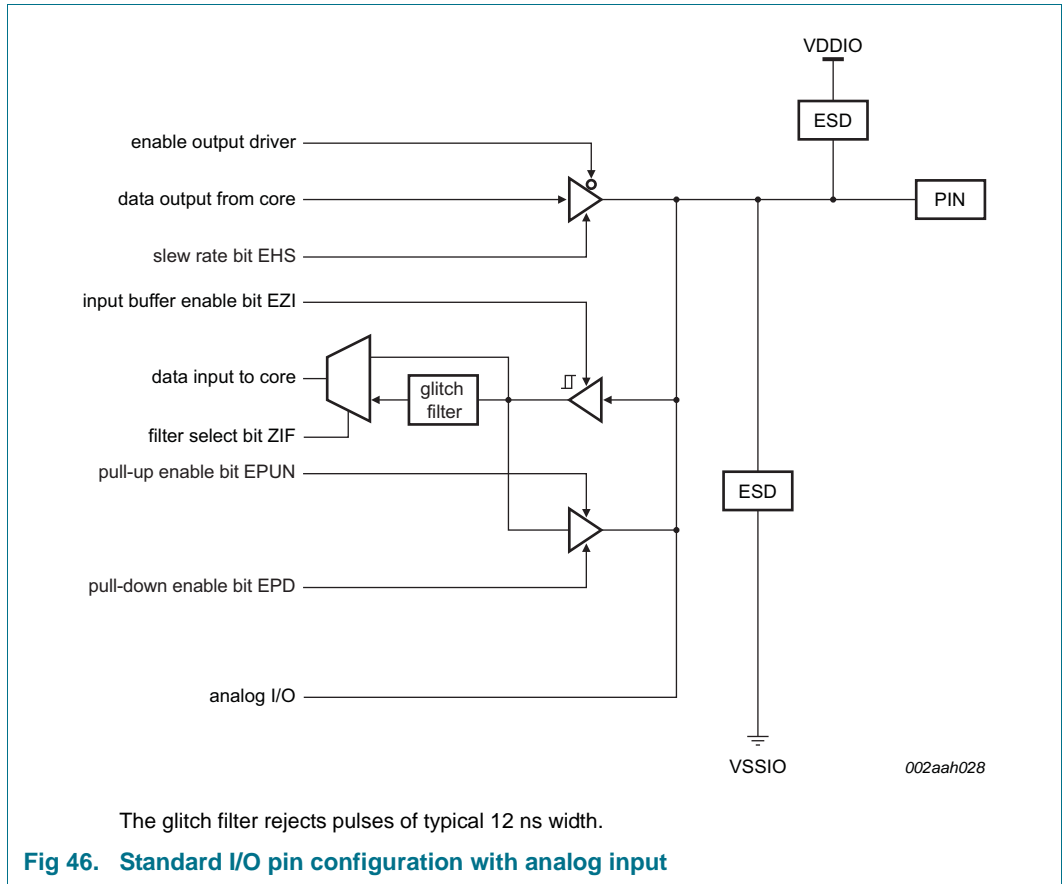 VDDIO
ESD
enable output driver
data output from core
PIN
slew rate bit EHS
input buffer enable bit EZI
data input to core
glitch
filter
filter select bit ZIF
pull-up enable bit EPUN
ESD
pull-down enable bit EPD
analog I/O
VSSIO
002aah028
The glitch filter rejects pulses of typical 12 ns width.
Fig 46. Standard I/O pin configuration with analog input